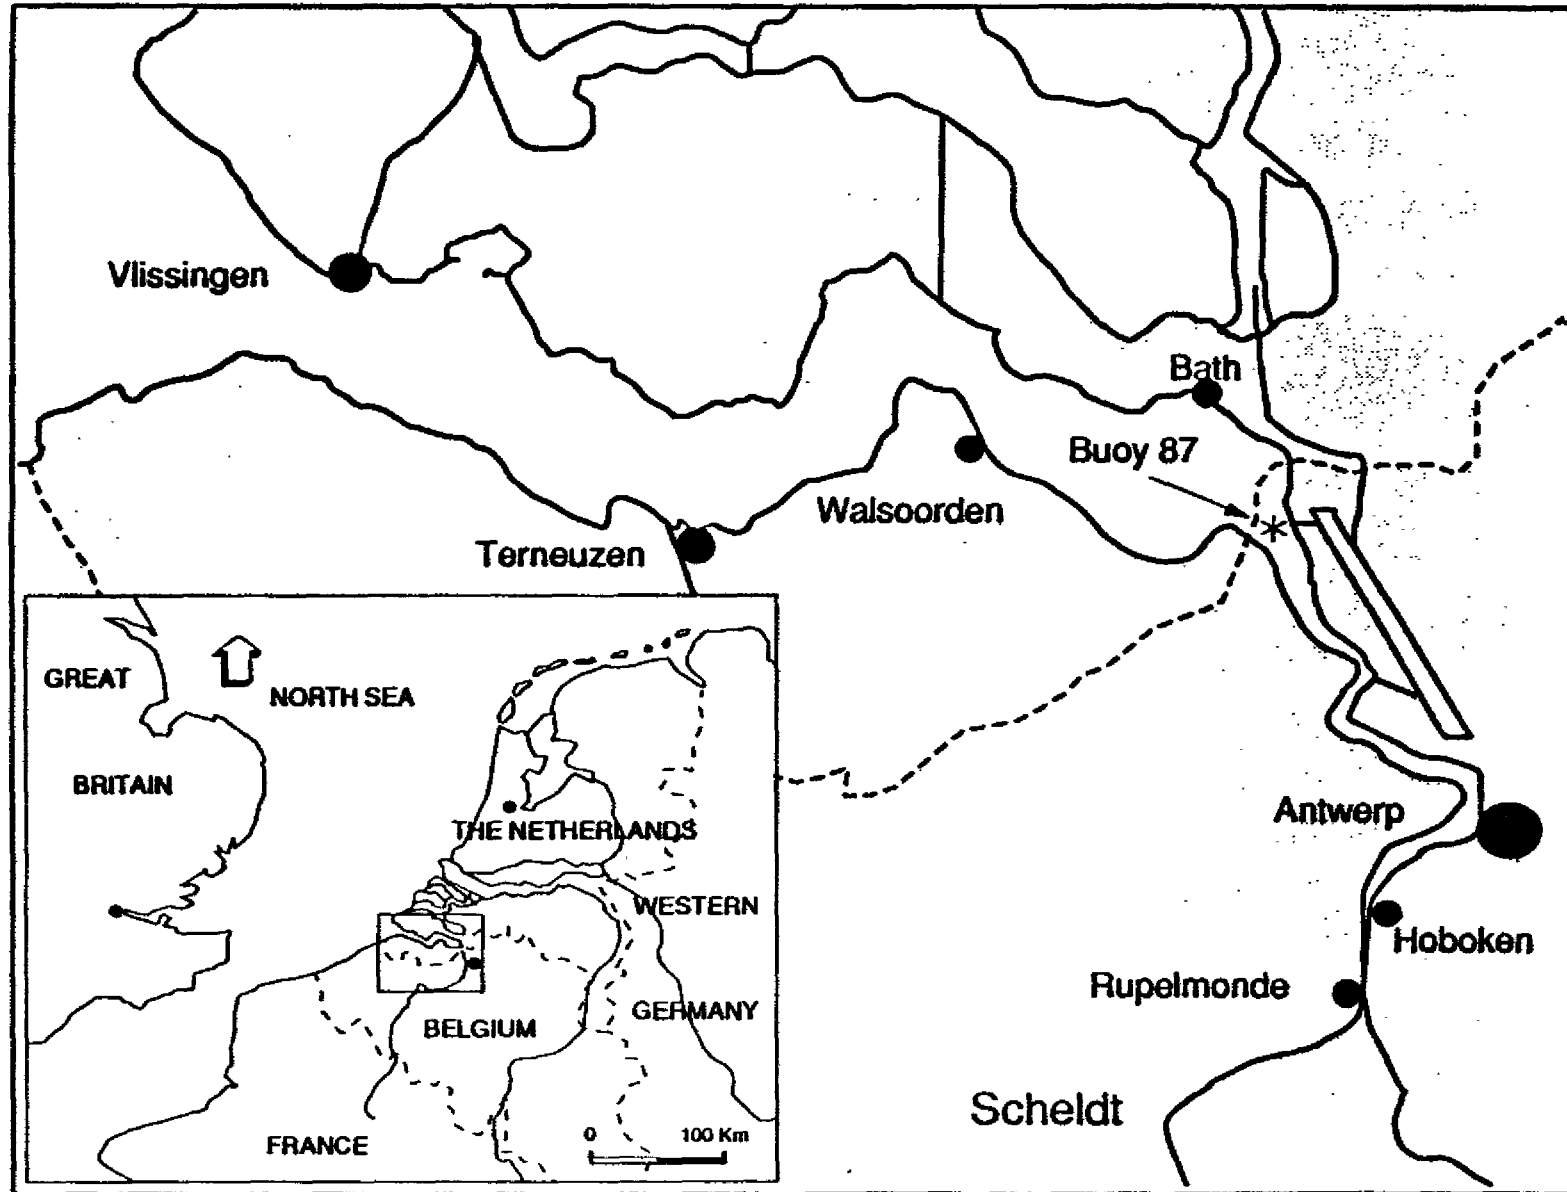 Vlissingen
Bath
Buoy 87
Walsoorden
Terneuzen
GREAT
NORTH SEA
BRITAIN
Antwerp
THE NETHERLANDS
WESTERN
Hoboken
Rupelmonde
GERMANY
BELGIUM
Scheldt
FRANCE
0 100 Km